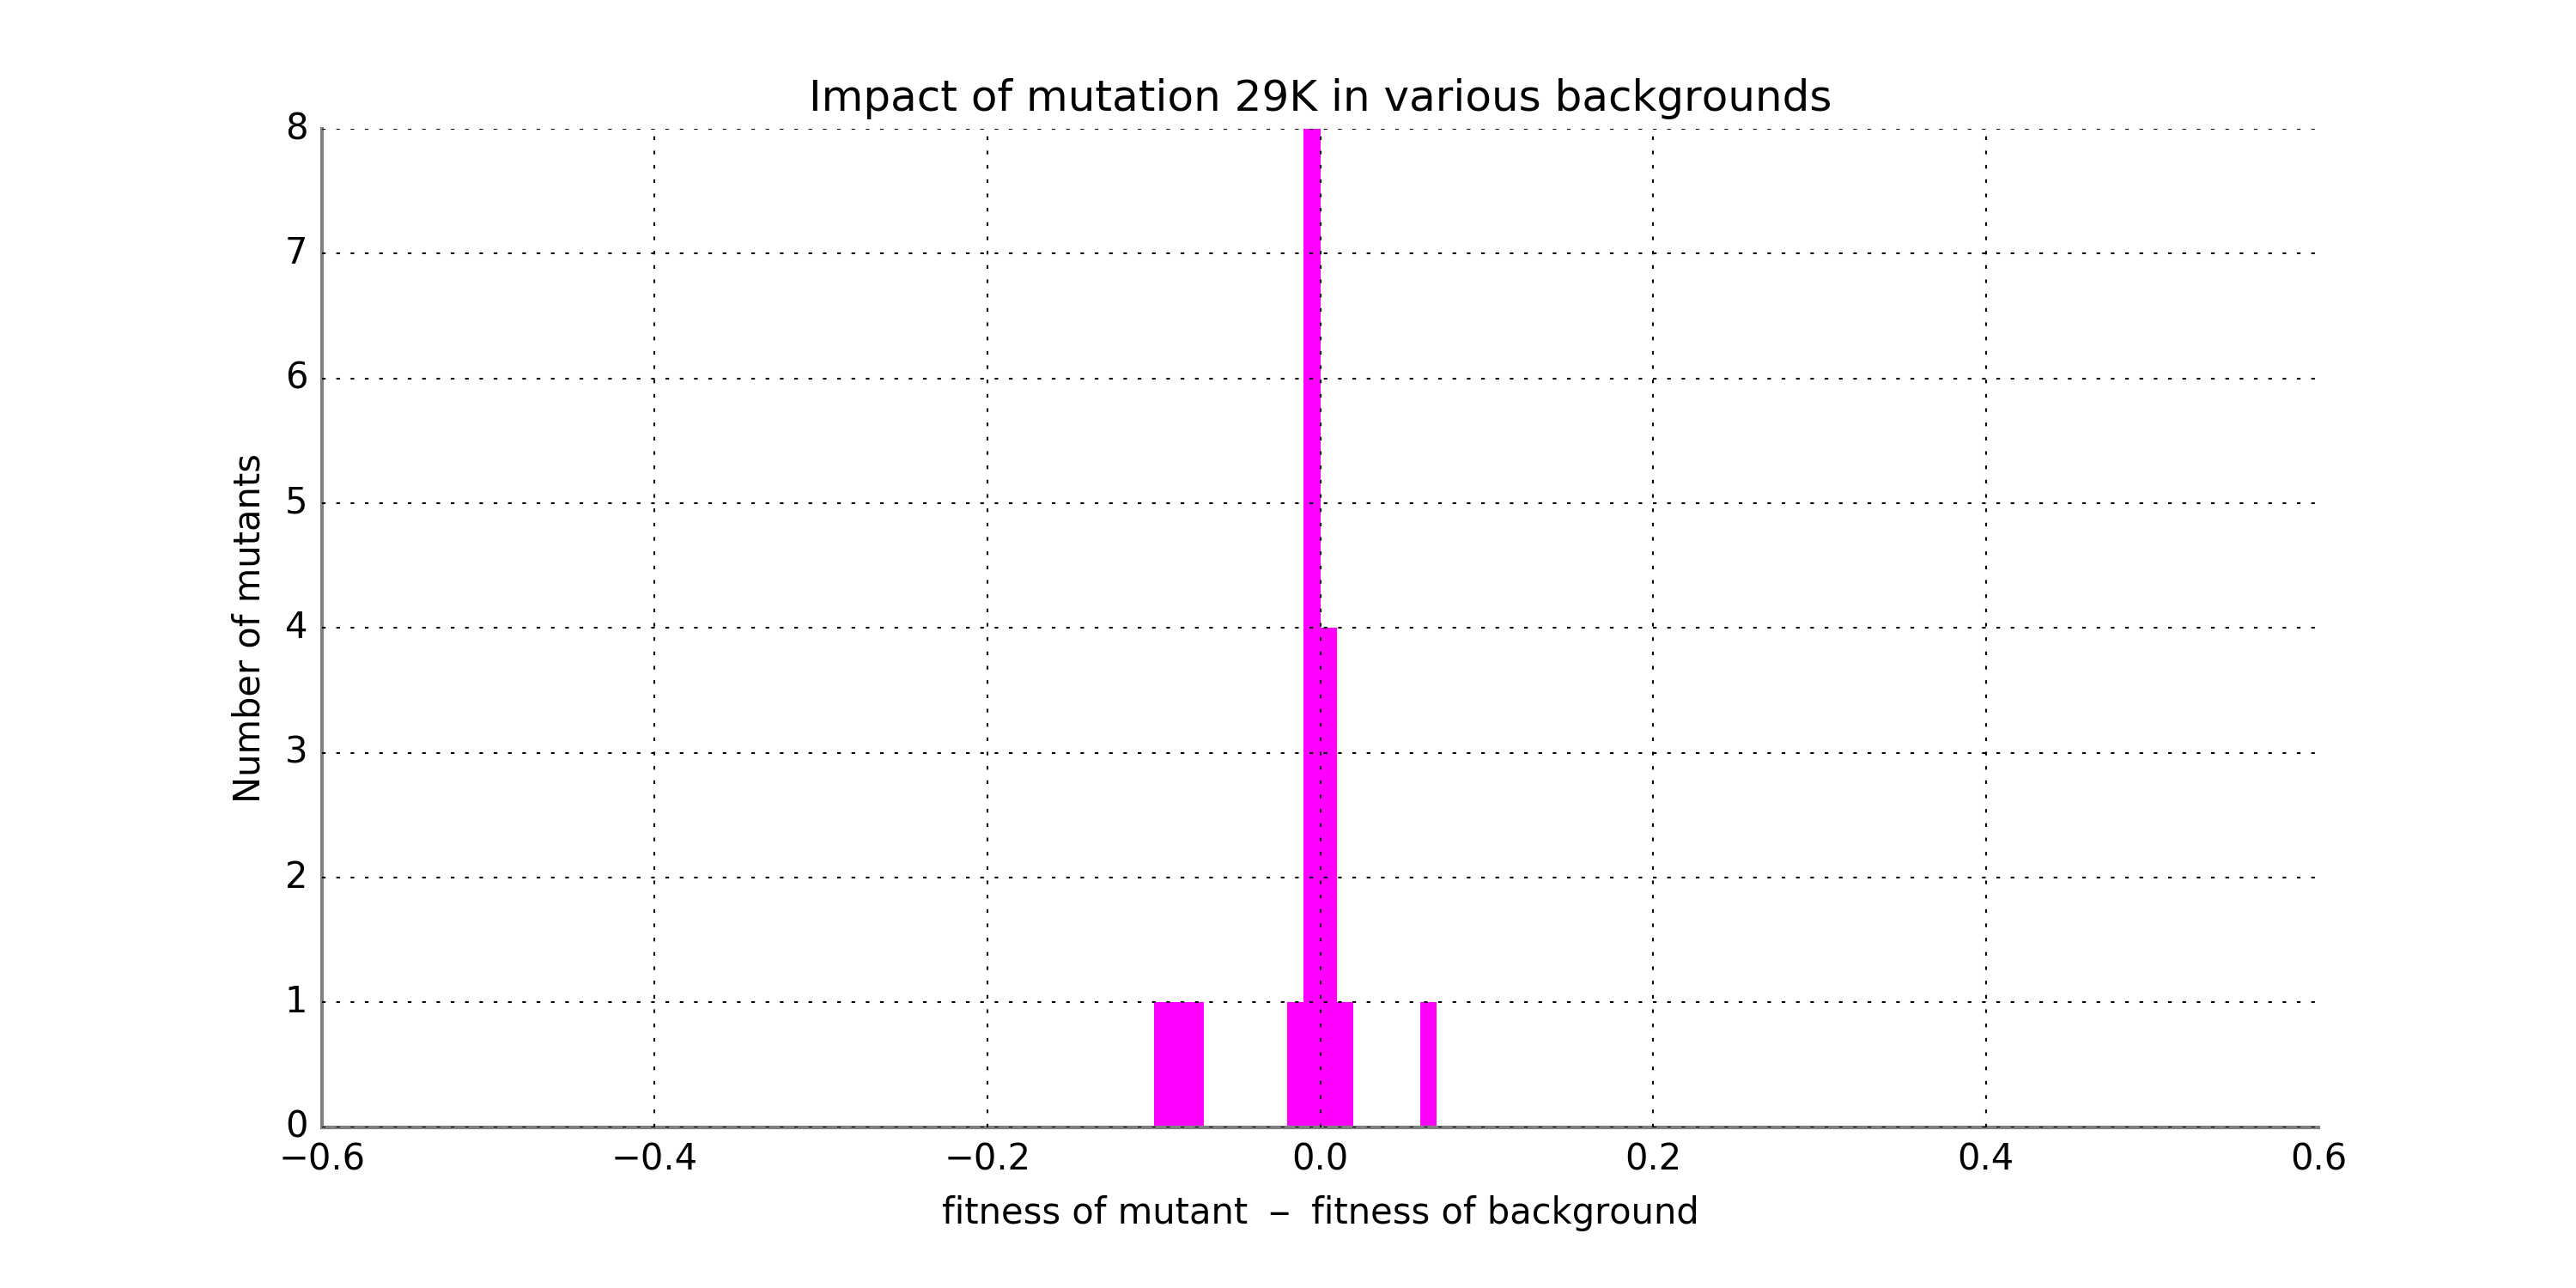 Impact of mutation 29K in various backgrounds
8
7
6
5
4
3
2
1
0
Number of mutants
−0.6 −0.4 −0.2 0.0 0.2 0.4 0.6
fitness of mutant − fitness of background